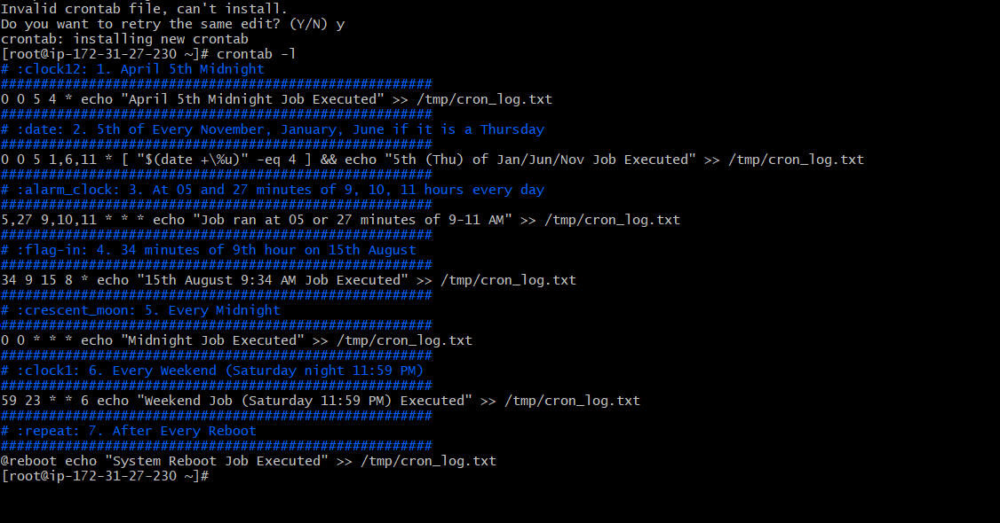 Invalid crontab file, can't install.
Do you want to retry the same edit? (Y/N) y
crontab: installing new crontab
[root@ip-172-31-27-230 ~]# crontab -l
# :clock12: 1. April 5th Midnight
######################################################
0 0 5 4 * echo "April 5th Midnight Job Executed" >> /tmp/cron_log.txt
######################################################
# :date: 2. 5th of Every November, January, June if it is a Thursday
######################################################
0 0 5 1,6,11 * [ "$(date +\%u)" -eq 4 ] && echo "5th (Thu) of Jan/Jun/Nov Job Executed" >> /tmp/cron_log.txt
######################################################
# :alarm_clock: 3. At 05 and 27 minutes of 9, 10, 11 hours every day
######################################################
5,27 9,10,11 * * * echo "Job ran at 05 or 27 minutes of 9-11 AM" >> /tmp/cron_log.txt
######################################################
# :flag-in: 4. 34 minutes of 9th hour on 15th August
######################################################
34 9 15 8 * echo "15th August 9:34 AM Job Executed" >> /tmp/cron_log.txt
######################################################
# :crescent_moon: 5. Every Midnight
######################################################
0 0 * * * echo "Midnight Job Executed" >> /tmp/cron_log.txt
######################################################
# :clock1: 6. Every Weekend (Saturday night 11:59 PM)
######################################################
59 23 * * 6 echo "Weekend Job (Saturday 11:59 PM) Executed" >> /tmp/cron_log.txt
######################################################
# :repeat: 7. After Every Reboot
######################################################
@reboot echo "System Reboot Job Executed" >> /tmp/cron_log.txt
[root@ip-172-31-27-230 ~]#